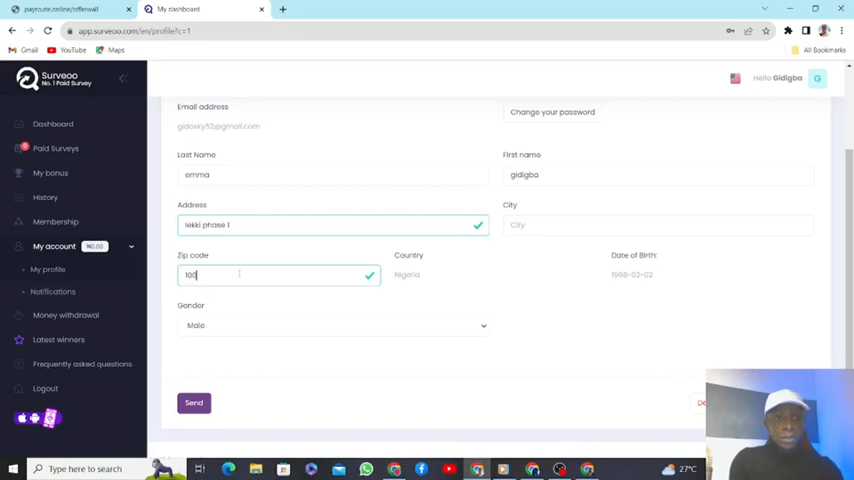 payroute.online/offerwall
My dashboard
app.surveoo.com/en/profile?c=1
Gmail
YouTube
Maps
All Bookmarks
Surveoo
No. 1 Paid Survey
Hello Gidigba
G
Dashboard
6
Paid Surveys
My bonus
History
Membership
My account
₦0.00
My profile
Notifications
Money withdrawal
Latest winners
Frequently asked questions
Logout
Email address
gidosky52@gmail.com
Change your password
Last Name
First name
emma
gidigba
Address
City
lekki phase 1
City
Zip code
Country
Date of Birth:
100
Nigeria
1998-02-02
Gender
Male
Send
Type here to search
27°C